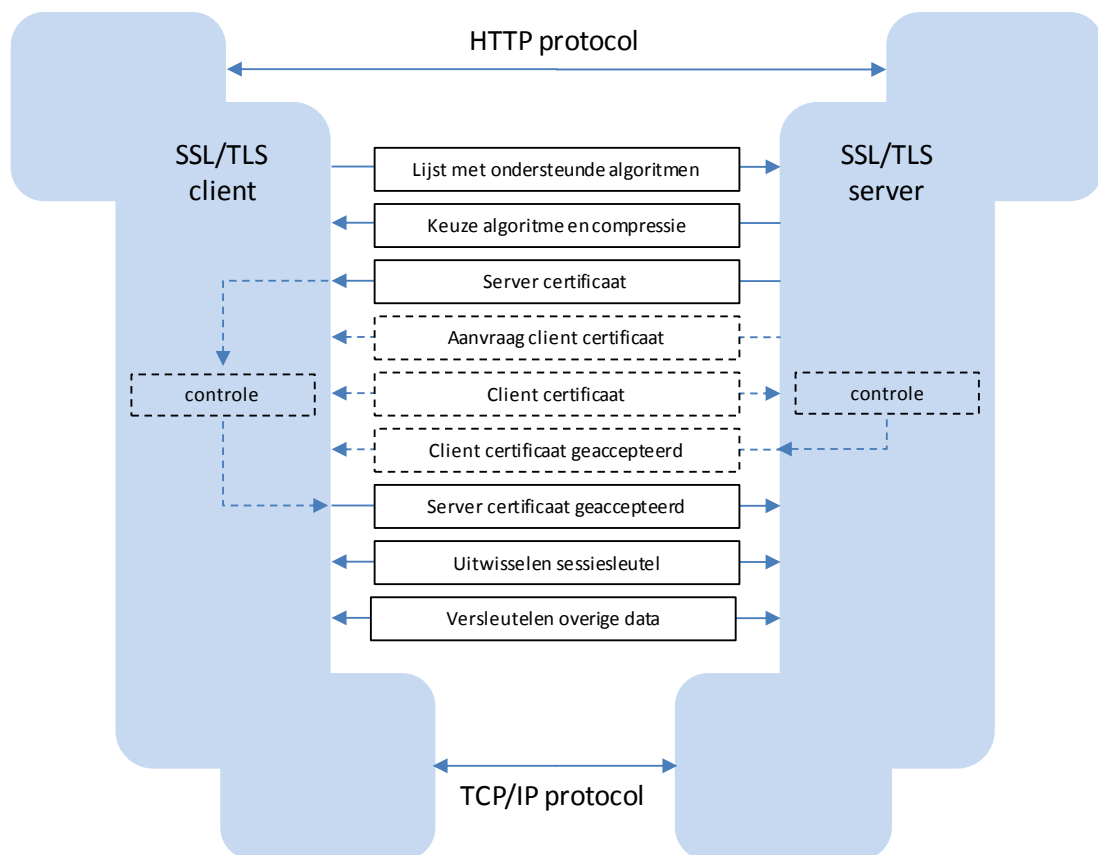 HTTP protocol
SSL/TLS
client
SSL/TLS
server
Lijst met ondersteunde algoritmen
Keuze algoritme en compressie
Server certificaat
Aanvraag client certificaat
controle
Client certificaat
controle
Client certificaat geaccepteerd
Server certificaat geaccepteerd
Uitwisselen sessiesleutel
Versleutelen overige data
TCP/IP protocol